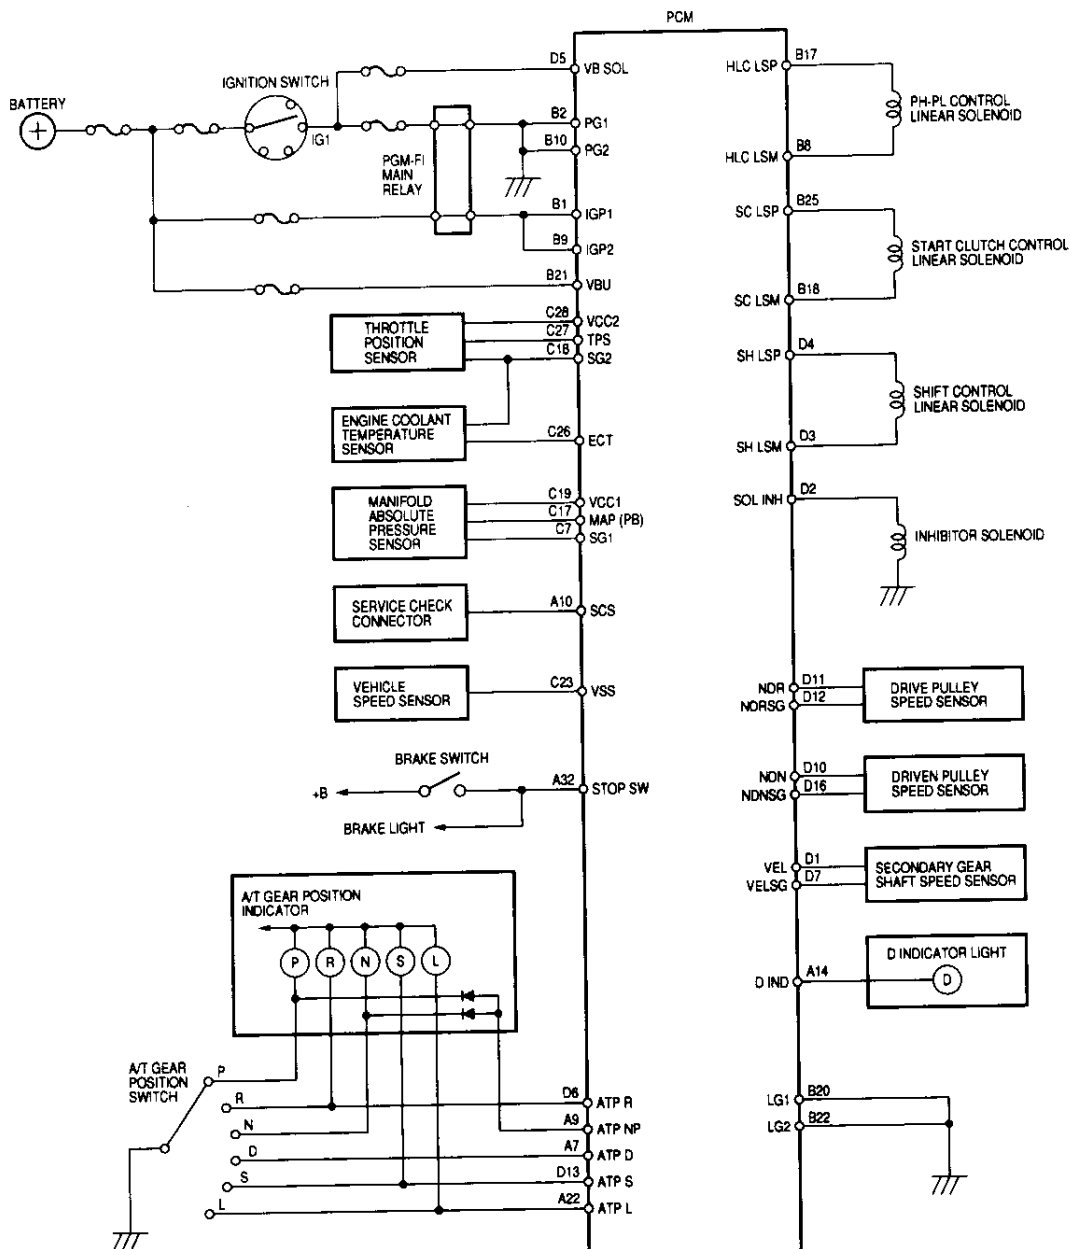 PCM
BATTERY
IGNITION SWITCH
IG1
PGM-FI
MAIN
RELAY
D5 VB SOL
B2 PG1
B10 PG2
B1 IGP1
B9 IGP2
B21 VBU
THROTTLE
POSITION
SENSOR
C28 VCC2
C27 TPS
C18 SG2
ENGINE COOLANT
TEMPERATURE
SENSOR
C26 ECT
MANIFOLD
ABSOLUTE
PRESSURE
SENSOR
C19 VCC1
C17 MAP (PB)
C7 SG1
SERVICE CHECK
CONNECTOR
A10 SCS
VEHICLE
SPEED SENSOR
C23 VSS
BRAKE SWITCH
+B
A32 STOP SW
BRAKE LIGHT
A/T GEAR POSITION
INDICATOR
P R N S L
A/T GEAR
POSITION
SWITCH
P
R
N
D
S
L
D6 ATP R
A9 ATP NP
A7 ATP D
D13 ATP S
A22 ATP L
HLC LSP B17
PH-PL CONTROL
LINEAR SOLENOID
HLC LSM B8
SC LSP B25
START CLUTCH CONTROL
LINEAR SOLENOID
SC LSM B18
SH LSP D4
SHIFT CONTROL
LINEAR SOLENOID
SH LSM D3
SOL INH D2
INHIBITOR SOLENOID
NDR D11
NDRSG D12
DRIVE PULLEY
SPEED SENSOR
NDN D10
NDNSG D16
DRIVEN PULLEY
SPEED SENSOR
VEL D1
VELSG D7
SECONDARY GEAR
SHAFT SPEED SENSOR
D INDICATOR LIGHT
D IND A14
D
LG1 B20
LG2 B22